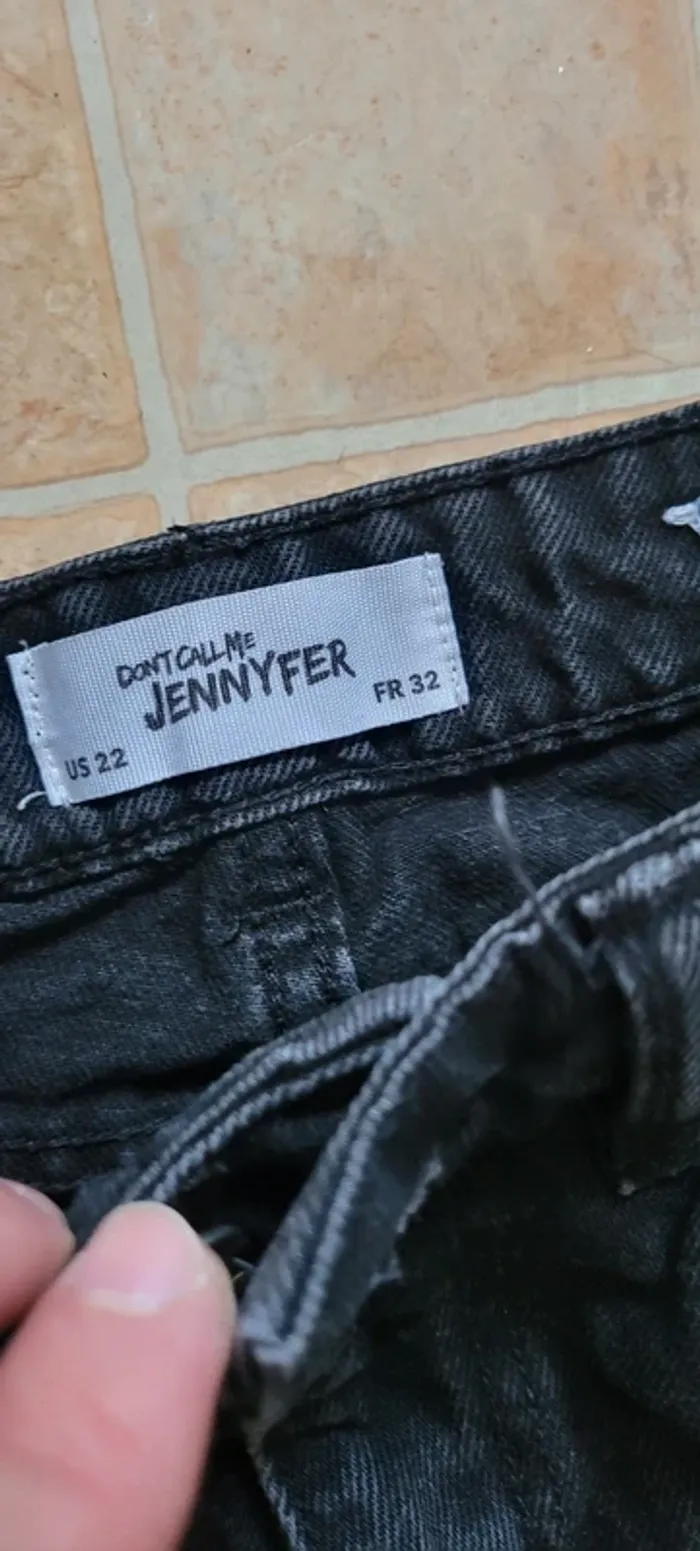 DON'T CALL ME
JENNYFER
US 22
FR 32